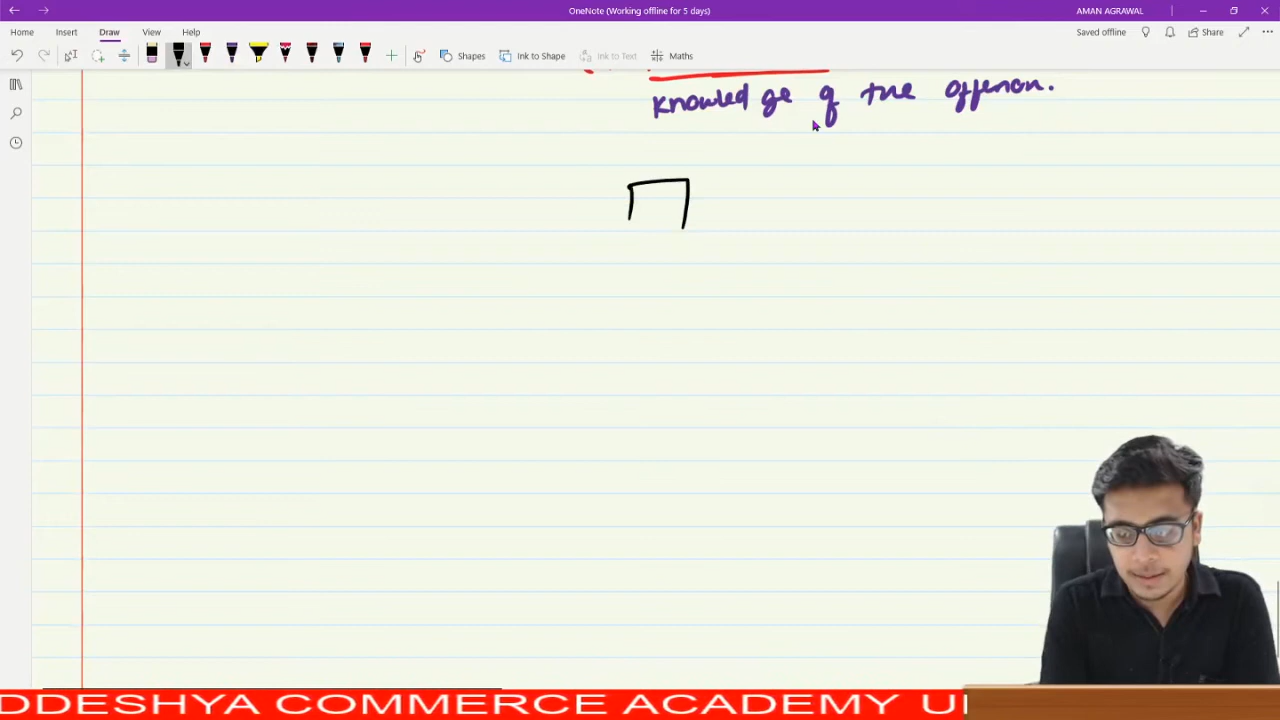 OneNote (Working offline for 5 days)
AMAN AGRAWAL
Home Insert Draw View Help
Saved offline
Share
Shapes
Ink to Shape
Ink to Text
Maths
knowledge of the
DDESHYA COMMERCE ACADEMY U